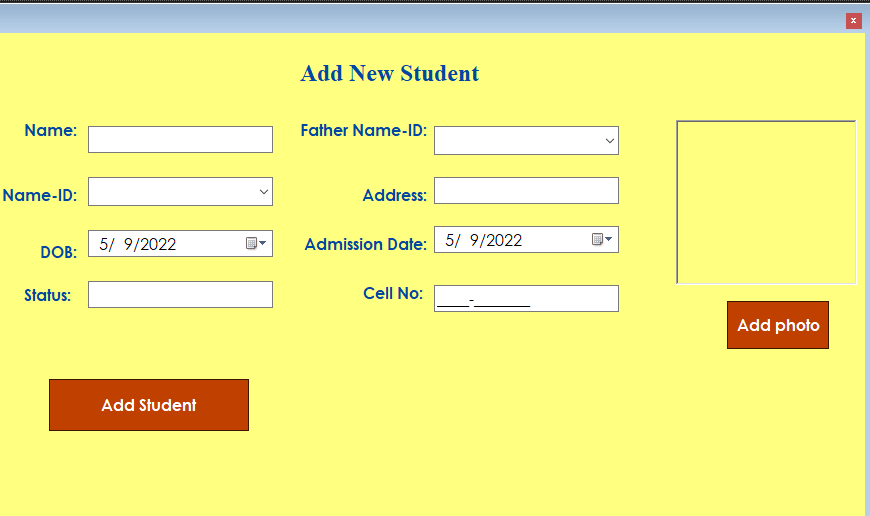 x
Add New Student
Name:
Father Name-ID:
Name-ID:
Address:
DOB: 5/ 9/2022
Admission Date: 5/ 9/2022
Status:
Cell No: ____-_______
Add photo
Add Student